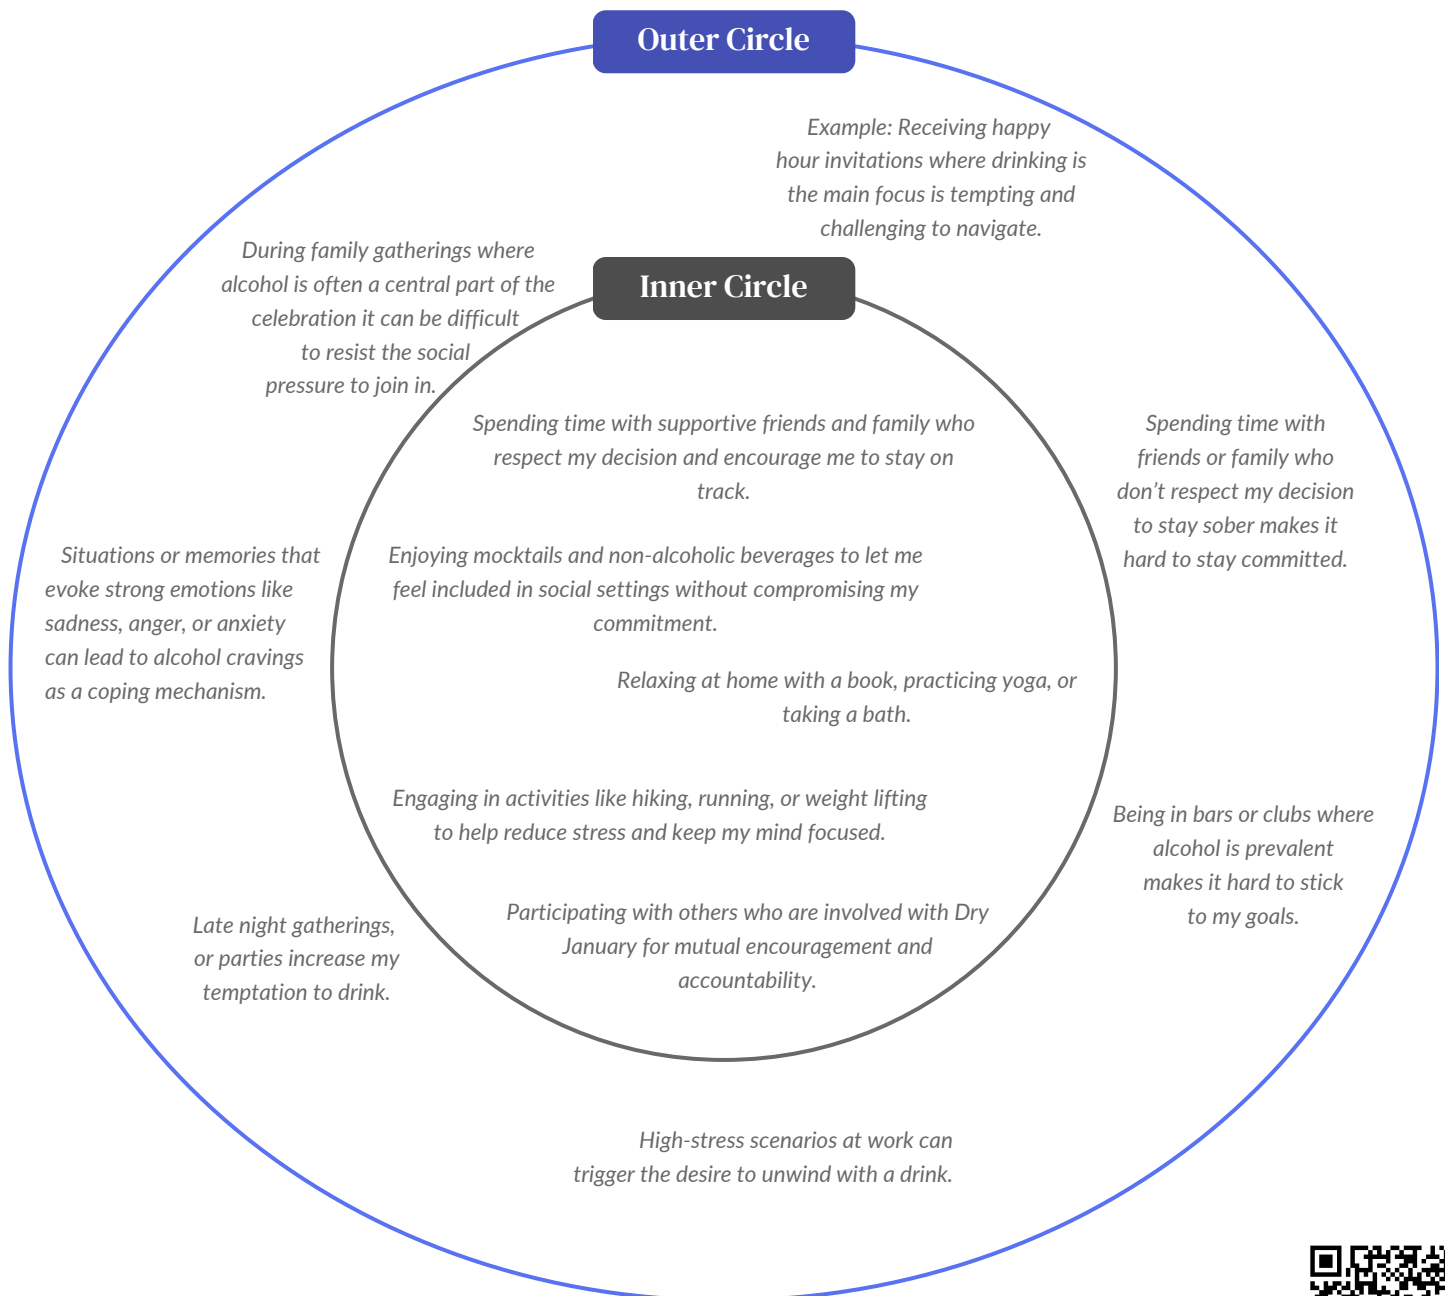 Outer Circle
Example: Receiving happy
hour invitations where drinking is
the main focus is tempting and
challenging to navigate.
During family gatherings where
alcohol is often a central part of the
celebration it can be difficult
to resist the social
pressure to join in.
Inner Circle
Spending time with supportive friends and family who
respect my decision and encourage me to stay on
track.
Spending time with
friends or family who
don’t respect my decision
to stay sober makes it
hard to stay committed.
Situations or memories that
evoke strong emotions like
sadness, anger, or anxiety
can lead to alcohol cravings
as a coping mechanism.
Enjoying mocktails and non-alcoholic beverages to let me
feel included in social settings without compromising my
commitment.
Relaxing at home with a book, practicing yoga, or
taking a bath.
Engaging in activities like hiking, running, or weight lifting
to help reduce stress and keep my mind focused.
Being in bars or clubs where
alcohol is prevalent
makes it hard to stick
to my goals.
Participating with others who are involved with Dry
January for mutual encouragement and
accountability.
Late night gatherings,
or parties increase my
temptation to drink.
High-stress scenarios at work can
trigger the desire to unwind with a drink.